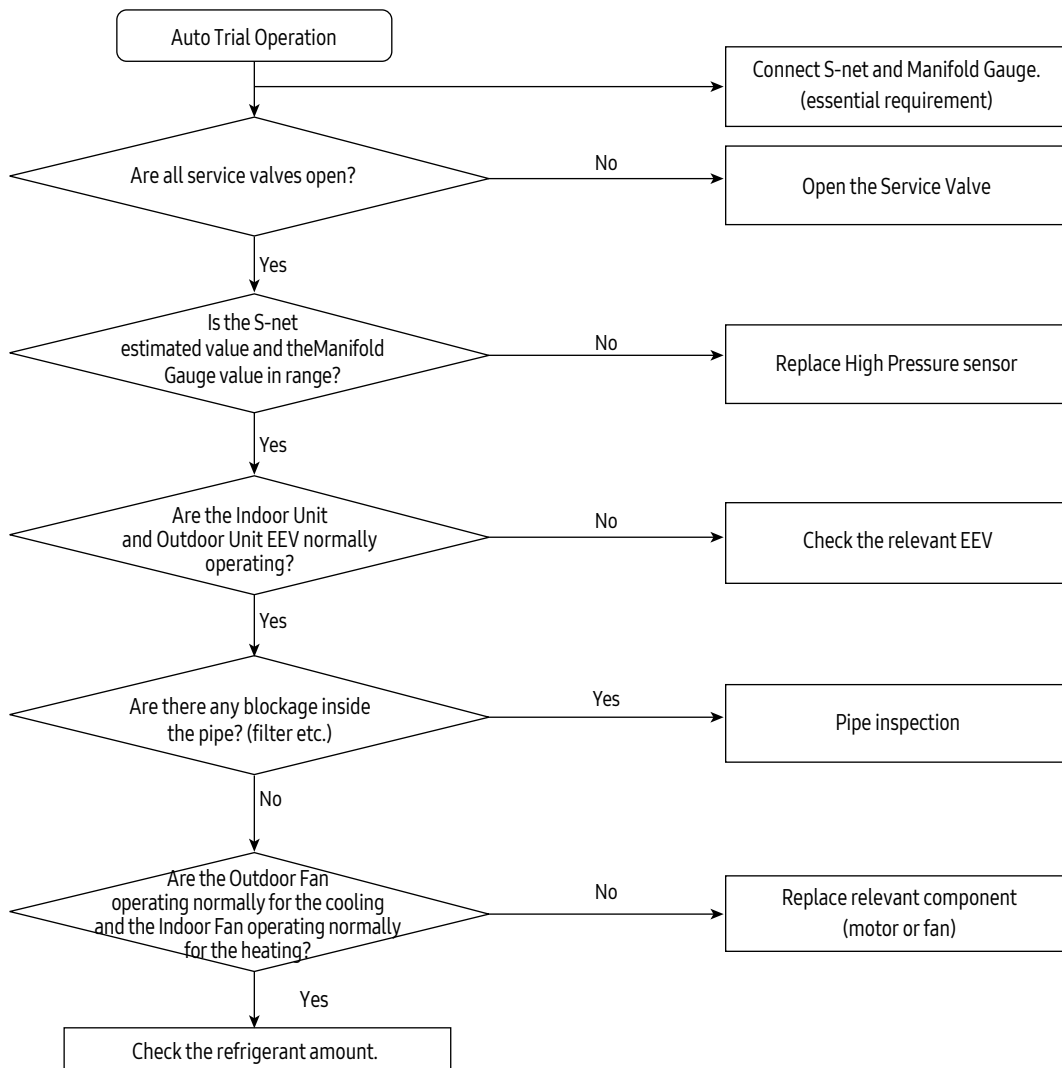 Auto Trial Operation
Connect S-net and Manifold Gauge.
(essential requirement)
Are all service valves open?
No
Open the Service Valve
Yes
Is the S-net
estimated value and theManifold
Gauge value in range?
No
Replace High Pressure sensor
Yes
Are the Indoor Unit
and Outdoor Unit EEV normally
operating?
No
Check the relevant EEV
Yes
Are there any blockage inside
the pipe? (filter etc.)
Yes
Pipe inspection
No
Are the Outdoor Fan
operating normally for the cooling
and the Indoor Fan operating normally
for the heating?
No
Replace relevant component
(motor or fan)
Yes
Check the refrigerant amount.